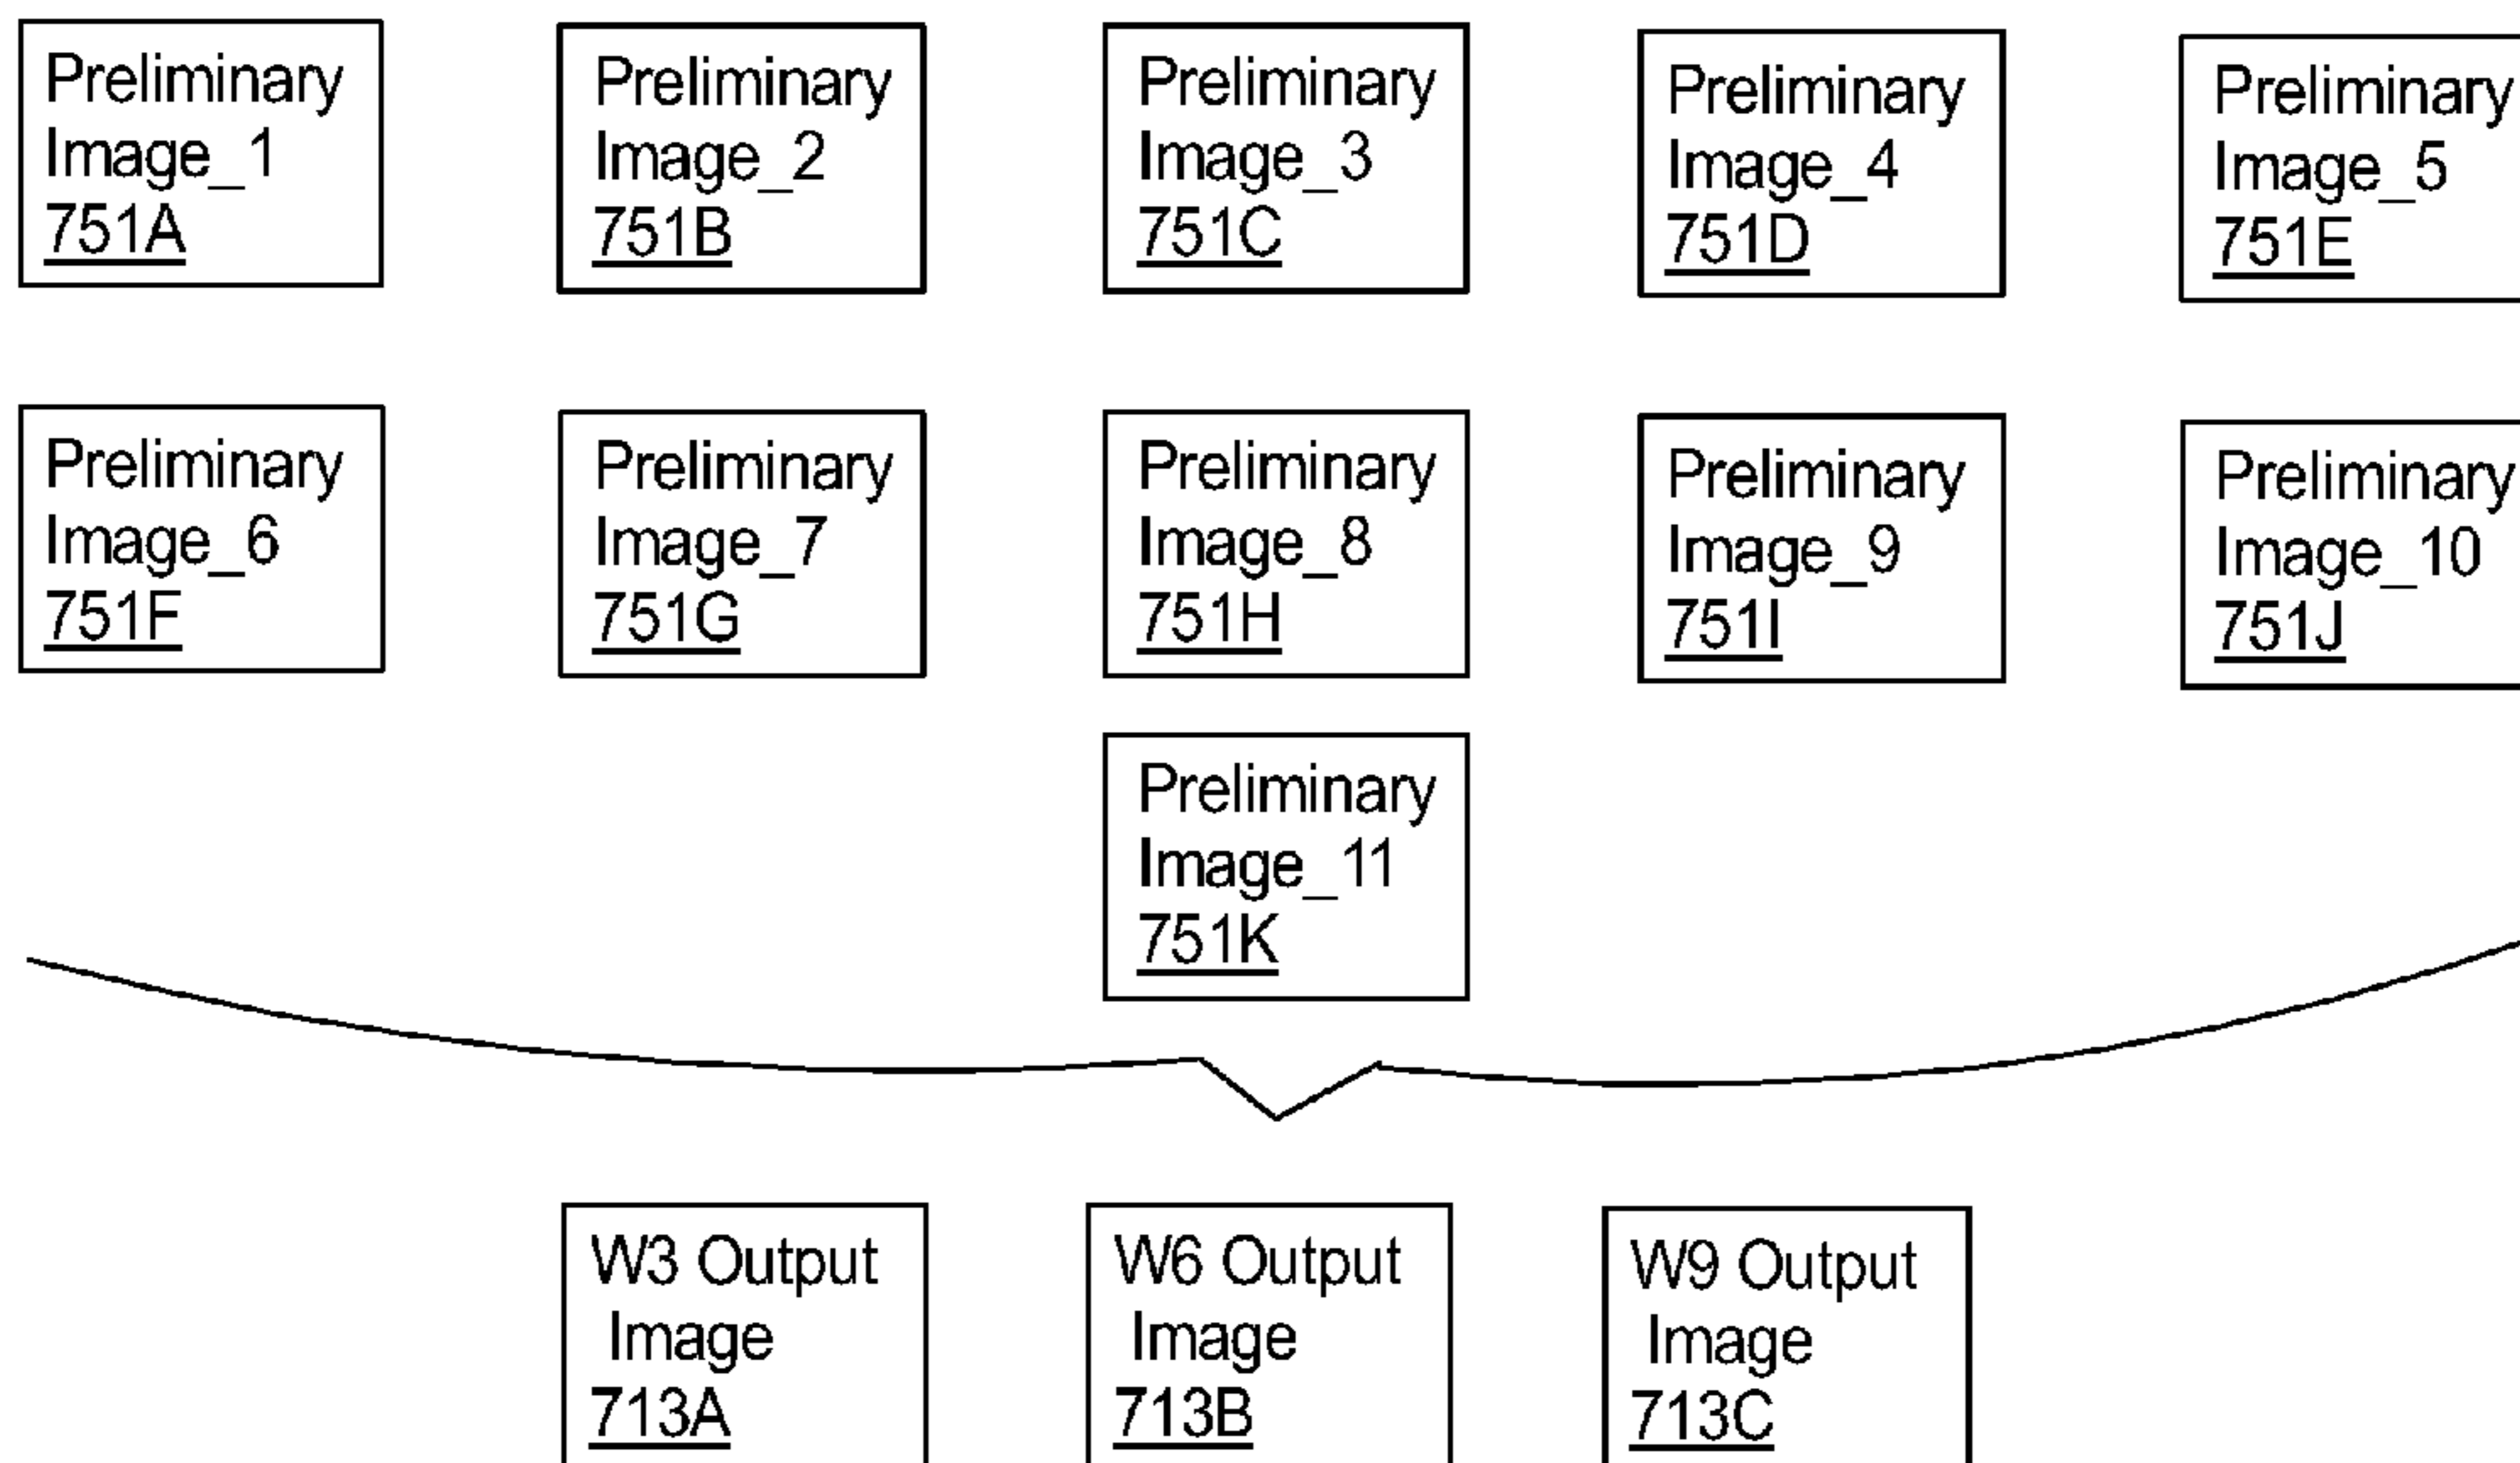 Preliminary
Image_1
751A
Preliminary
Image_2
751B
Preliminary
Image_3
751C
Preliminary
Image_4
751D
Preliminary
Image_5
751E
Preliminary
Image_6
751F
Preliminary
Image_7
751G
Preliminary
Image_8
751H
Preliminary
Image_9
751I
Preliminary
Image_10
751J
Preliminary
Image_11
751K
W3 Output
Image
713A
W6 Output
Image
713B
W9 Output
Image
713C